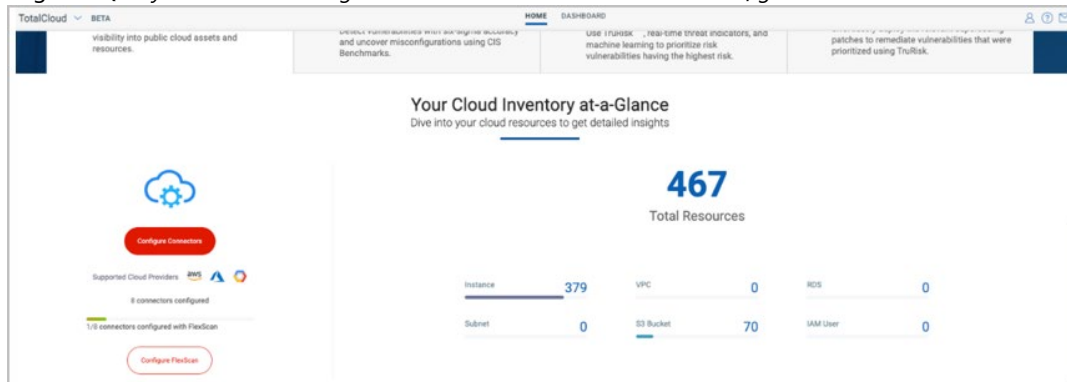 TotalCloud BETA HOME DASHBOARD
visibility into public cloud assets and
resources.
Detect vulnerabilities with six-sigma accuracy
and uncover misconfigurations using CIS
Benchmarks.
Use TruRisk , real-time threat indicators, and
machine learning to prioritize risk
vulnerabilities having the highest risk.
patches to remediate vulnerabilities that were
prioritized using TruRisk.
Your Cloud Inventory at-a-Glance
Dive into your cloud resources to get detailed insights
Configure Connectors
Supported Cloud Providers aws
8 connectors configured
1/8 connectors configured with FlexScan
Configure FlexScan
467
Total Resources
Instance 379
VPC 0
RDS 0
Subnet 0
S3 Bucket 70
IAM User 0